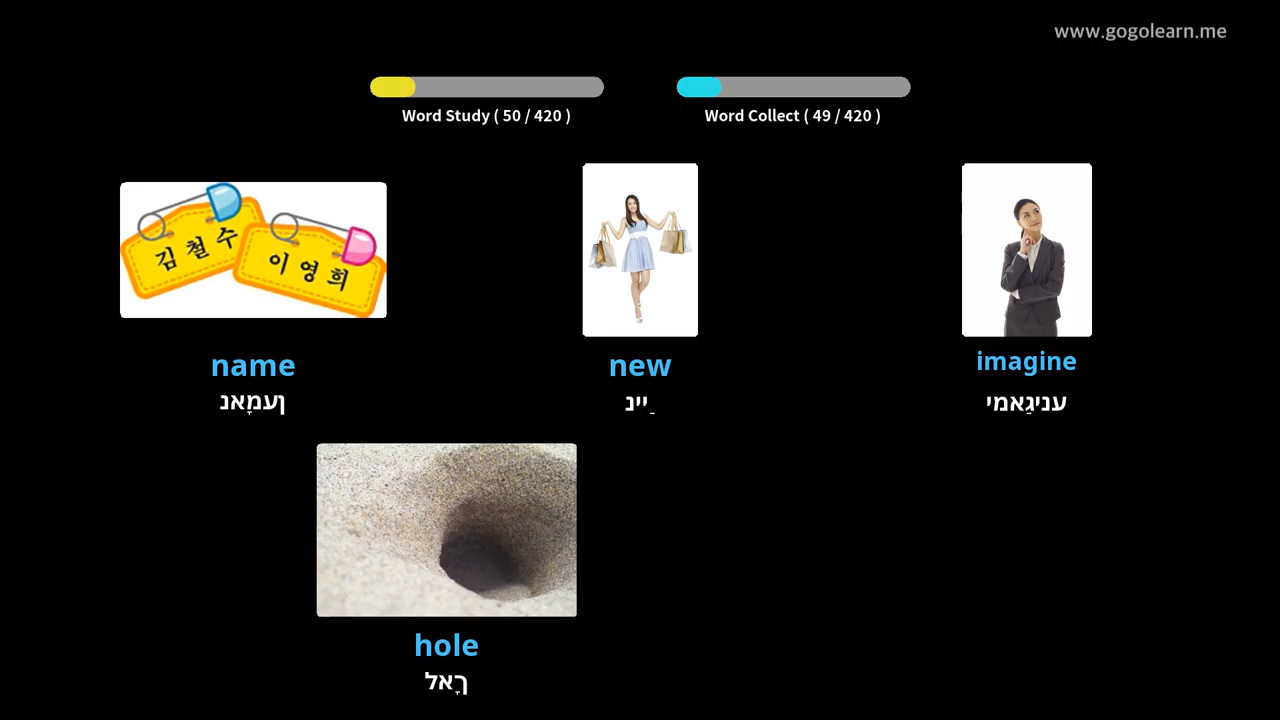 www.gogolearn.me
Word Study ( 50 / 420 )
Word Collect ( 49 / 420 )
김철수
이영희
name
new
imagine
ןעמָאנ
ַיינ
עניגַאמי
hole
ךָאל